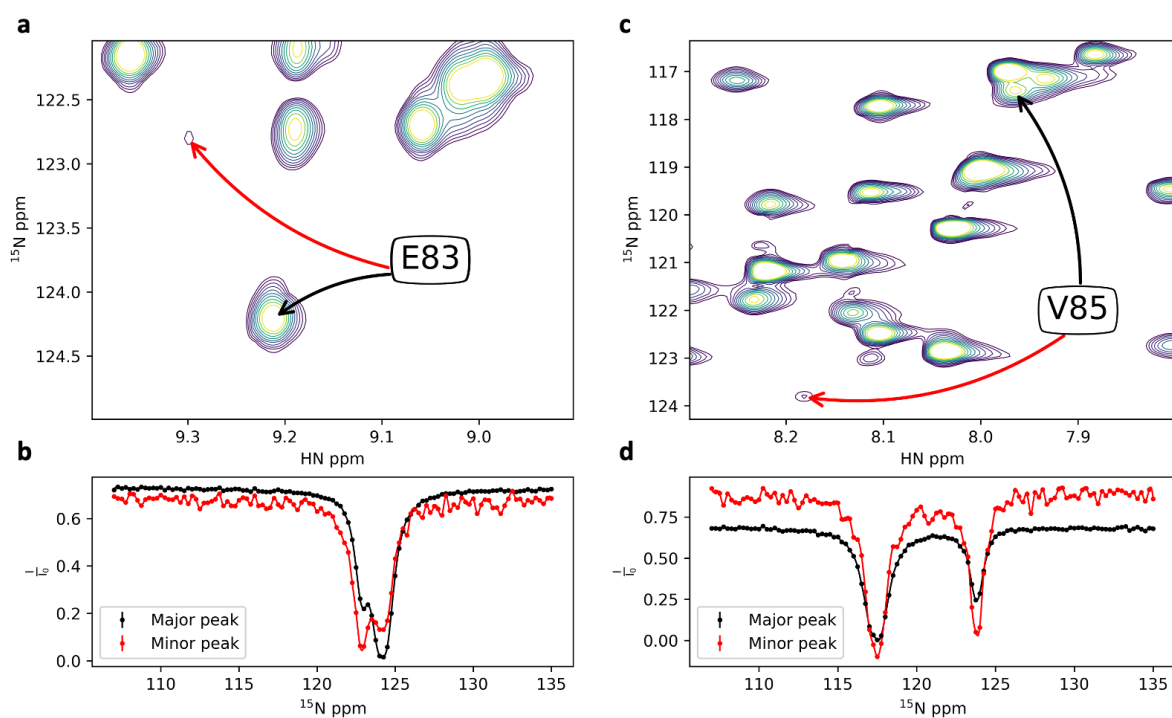 a
122.5
123.0
123.5
124.0
124.5
¹⁵N ppm
9.3
9.2
9.1
9.0
HN ppm
E83
c
117
118
119
120
121
122
123
124
¹⁵N ppm
8.2
8.1
8.0
7.9
HN ppm
V85
b
0.6
0.4
0.2
0.0
I/I₀
Major peak
Minor peak
110
115
120
125
130
135
¹⁵N ppm
d
0.75
0.50
0.25
0.00
I/I₀
Major peak
Minor peak
110
115
120
125
130
135
¹⁵N ppm